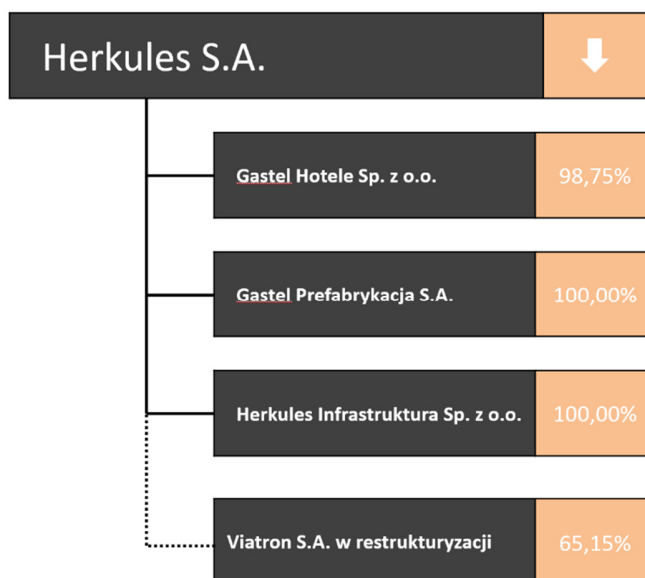 Herkules S.A.
Gastel Hotele Sp. z o.o.
98,75%
Gastel Prefabrykacja S.A.
100,00%
Herkules Infrastruktura Sp. z o.o.
100,00%
Viatron S.A. w restrukturyzacji
65,15%